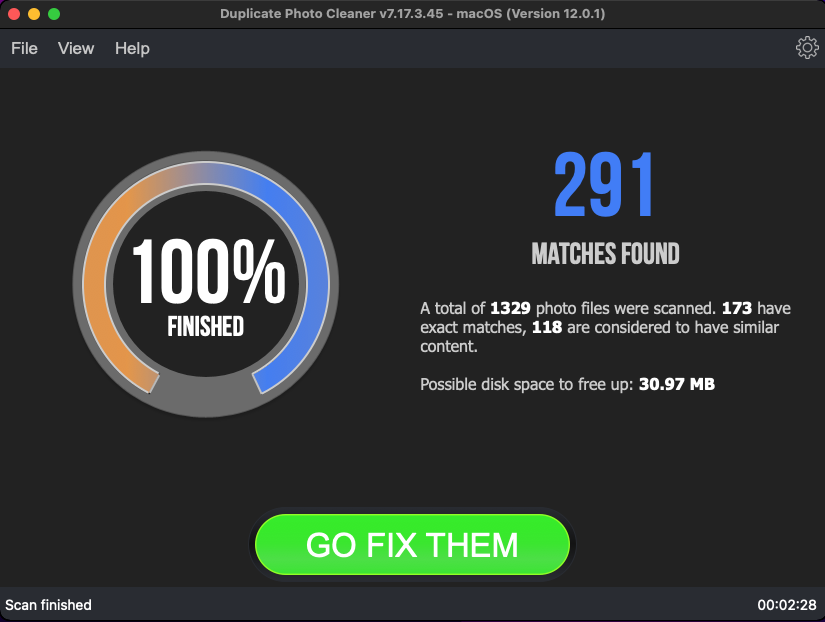 Duplicate Photo Cleaner v7.17.3.45 - macOS (Version 12.0.1)
File View Help
100%
FINISHED
291
MATCHES FOUND
A total of 1329 photo files were scanned. 173 have
exact matches, 118 are considered to have similar
content.
Possible disk space to free up: 30.97 MB
GO FIX THEM
Scan finished 00:02:28